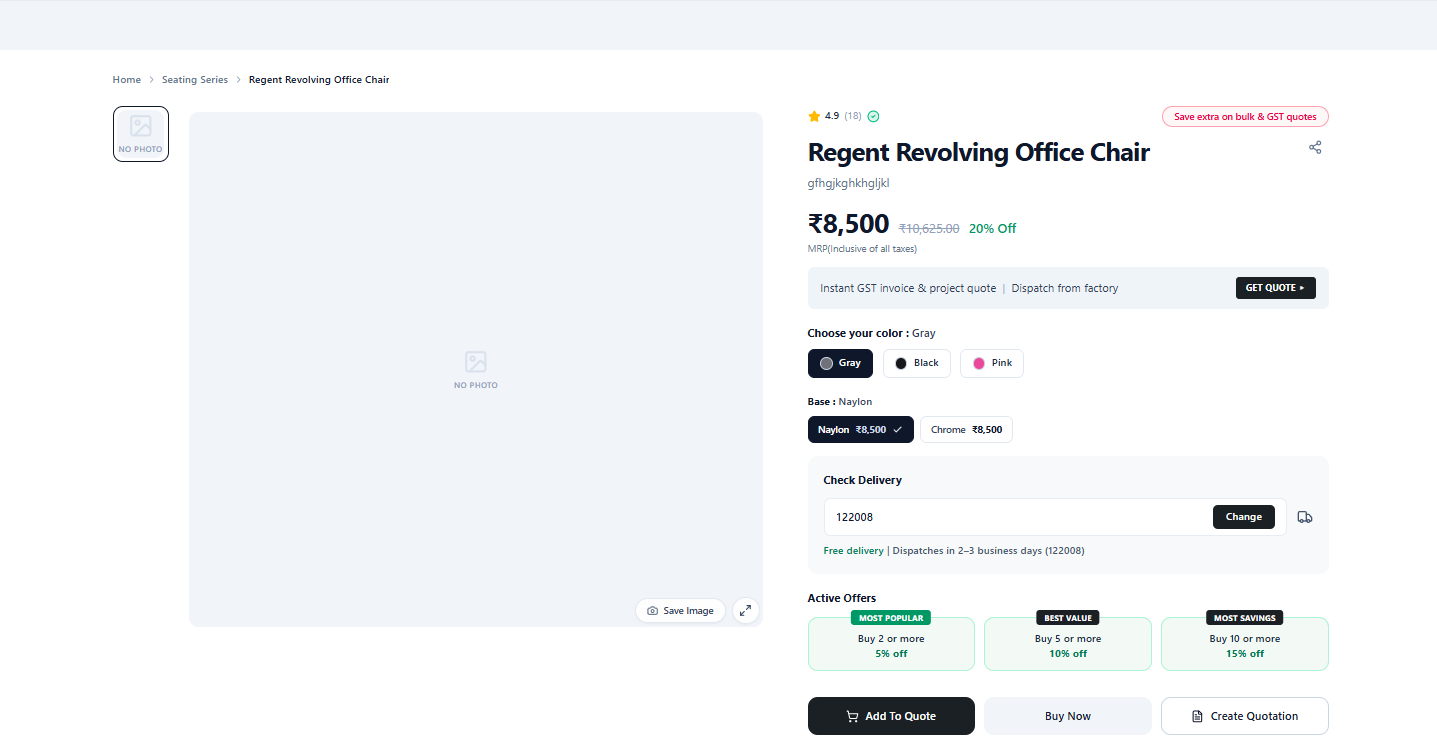 Home > Seating Series > Regent Revolving Office Chair
NO PHOTO
NO PHOTO
Save Image
4.9 (18)
Save extra on bulk & GST quotes
Regent Revolving Office Chair
gfhgjkghkhgljkl
₹8,500 ₹10,625.00 20% Off
MRP(Inclusive of all taxes)
Instant GST invoice & project quote | Dispatch from factory
GET QUOTE ▸
Choose your color : Gray
Gray Black Pink
Base : Naylon
Naylon ₹8,500 ✓ Chrome ₹8,500
Check Delivery
122008 Change
Free delivery | Dispatches in 2–3 business days (122008)
Active Offers
MOST POPULAR
Buy 2 or more
5% off
BEST VALUE
Buy 5 or more
10% off
MOST SAVINGS
Buy 10 or more
15% off
Add To Quote
Buy Now
Create Quotation